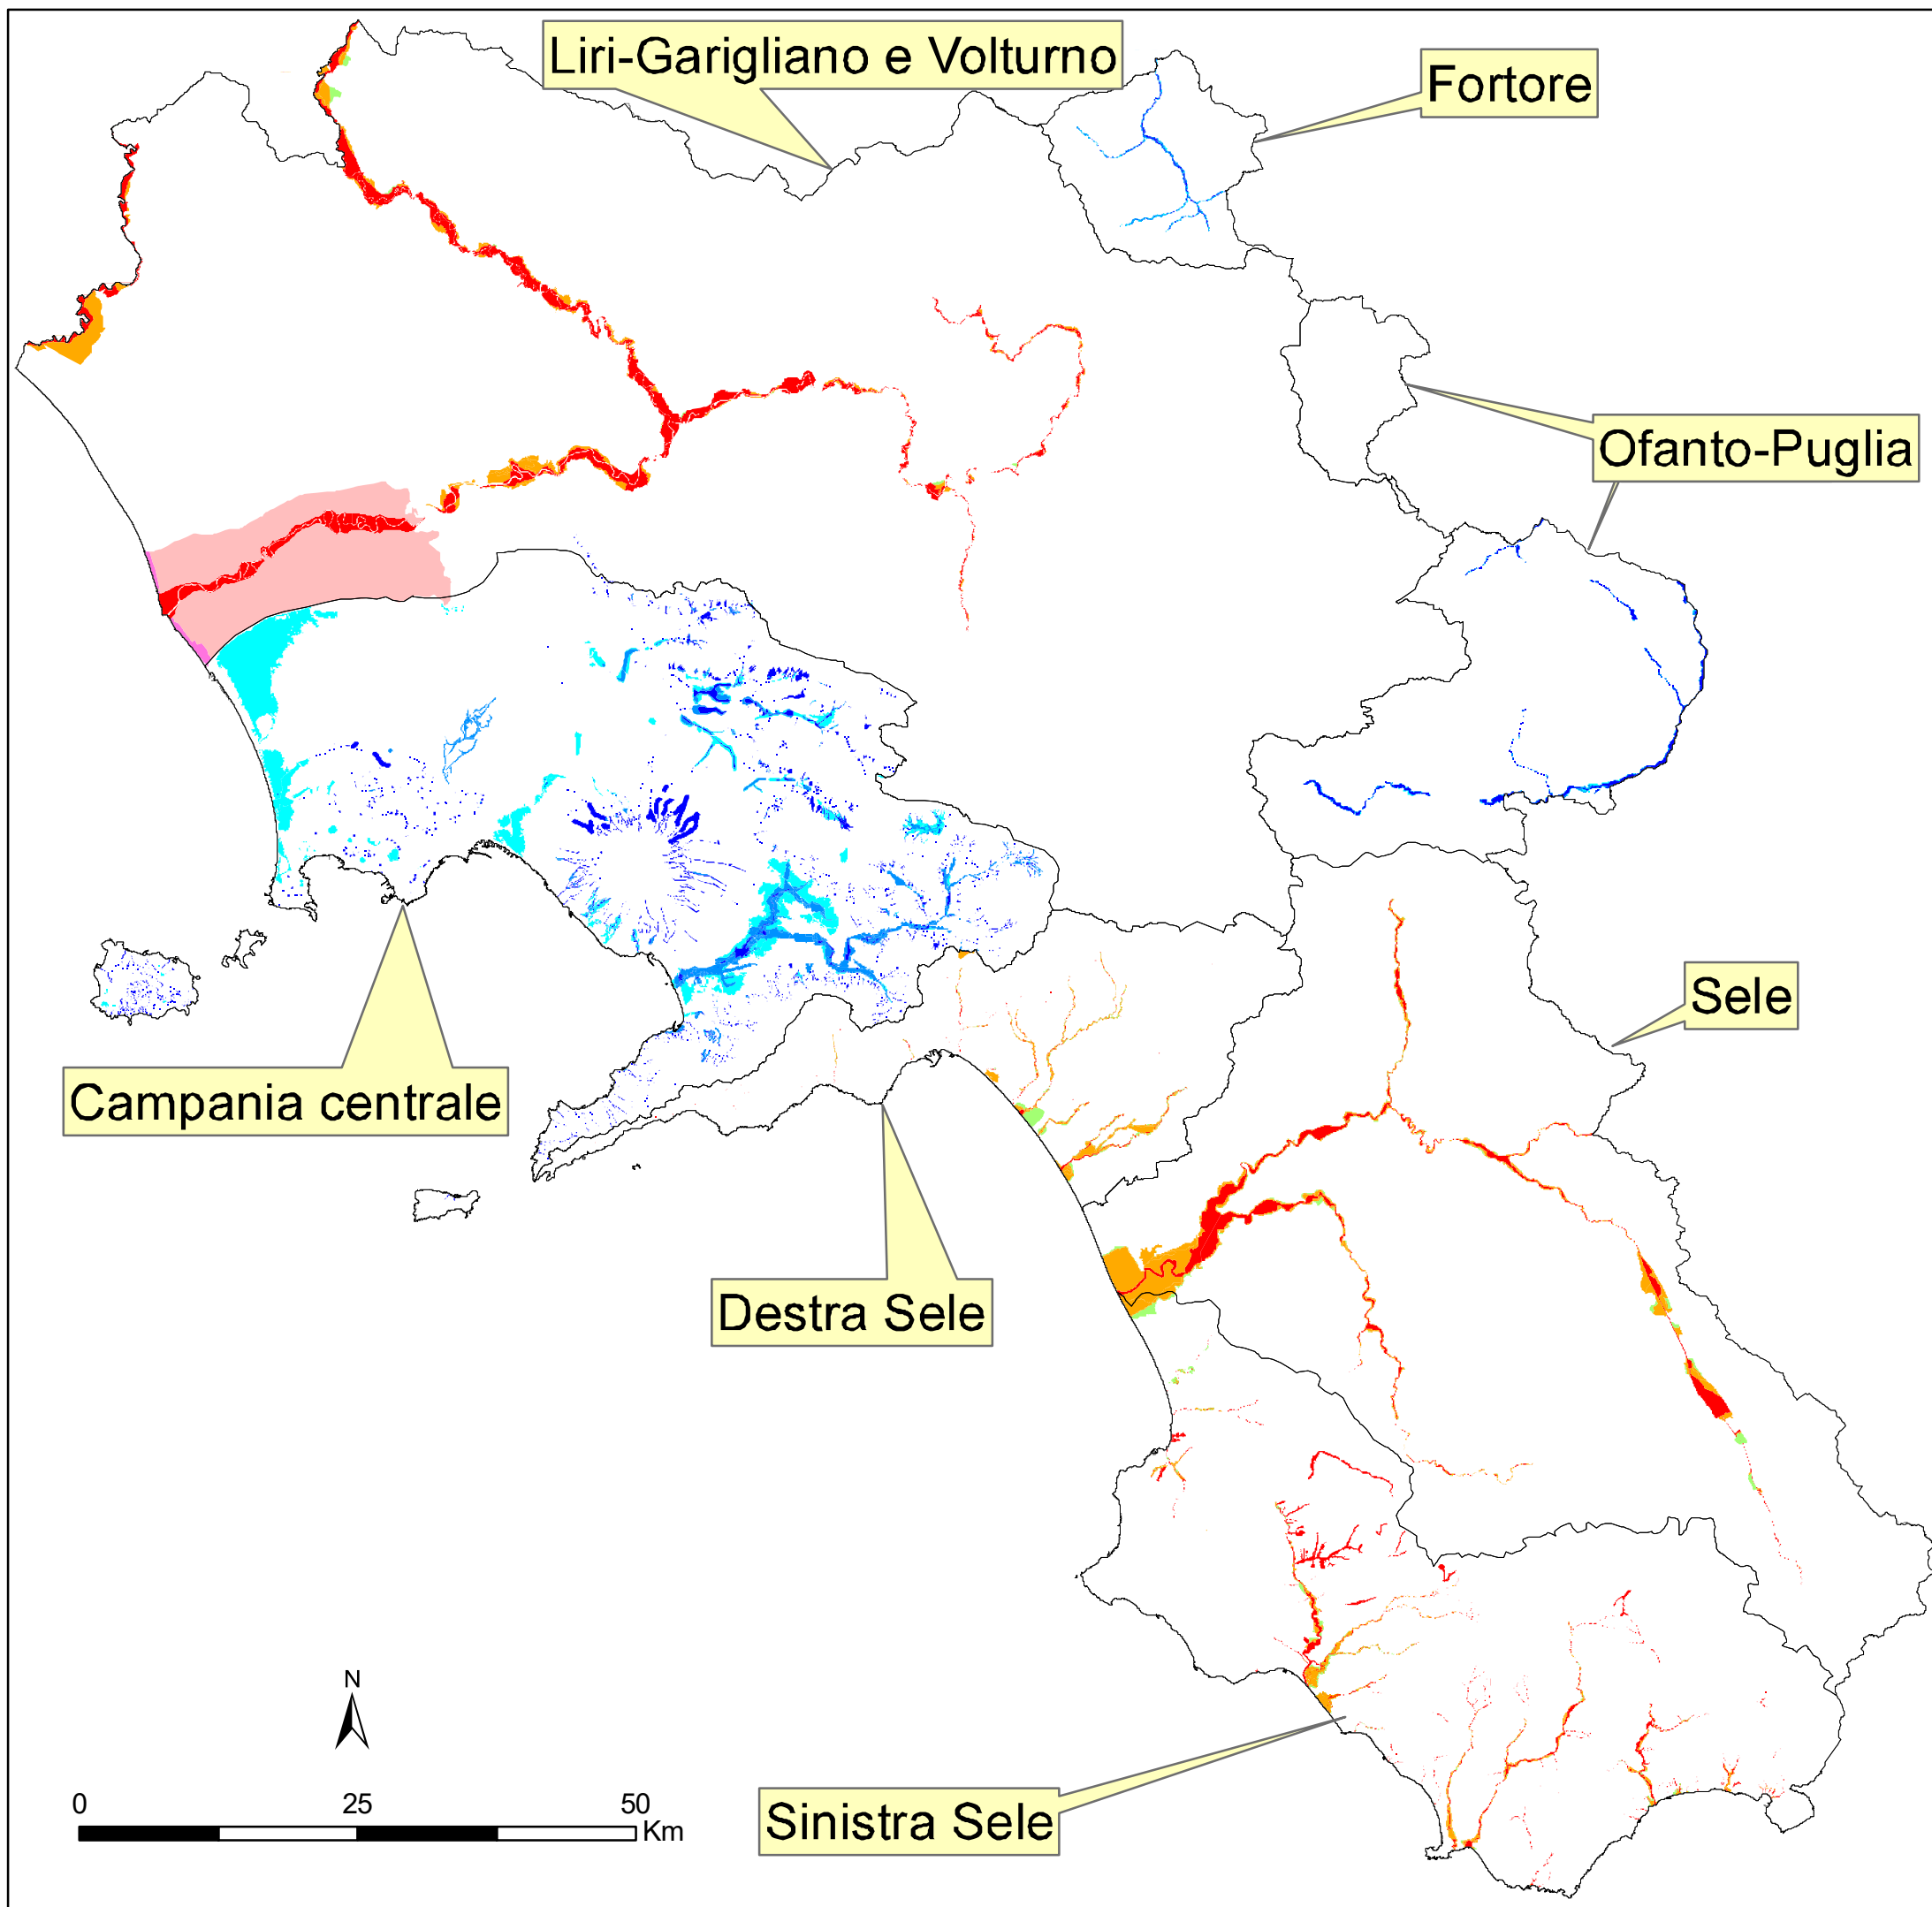 Liri-Garigliano e Volturno
Fortore
Ofanto-Puglia
Sele
Campania centrale
Destra Sele
N
0 25 50
Km
Sinistra Sele